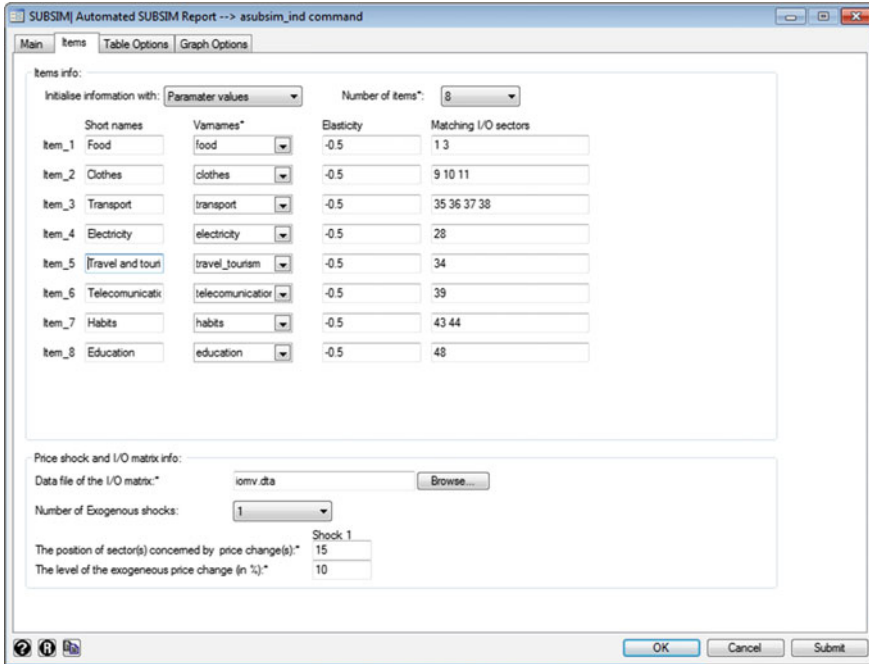 SUBSIM| Automated SUBSIM Report --> asubsim_ind command
Main Items Table Options Graph Options
Items info:
Initialise information with: Paramater values Number of items*: 8
Short names Varnames* Elasticity Matching I/O sectors
Item_1 Food food -0.5 1 3
Item_2 Clothes clothes -0.5 9 10 11
Item_3 Transport transport -0.5 35 36 37 38
Item_4 Electricity electricity -0.5 28
Item_5 Travel and touri travel_tourism -0.5 34
Item_6 Telecomunicatic telecomunication -0.5 39
Item_7 Habits habits -0.5 43 44
Item_8 Education education -0.5 48
Price shock and I/O matrix info:
Data file of the I/O matrix:* iomv.dta Browse...
Number of Exogenous shocks: 1
Shock 1
The position of sector(s) concerned by price change(s):* 15
The level of the exogeneous price change (in %):* 10
? R OK Cancel Submit